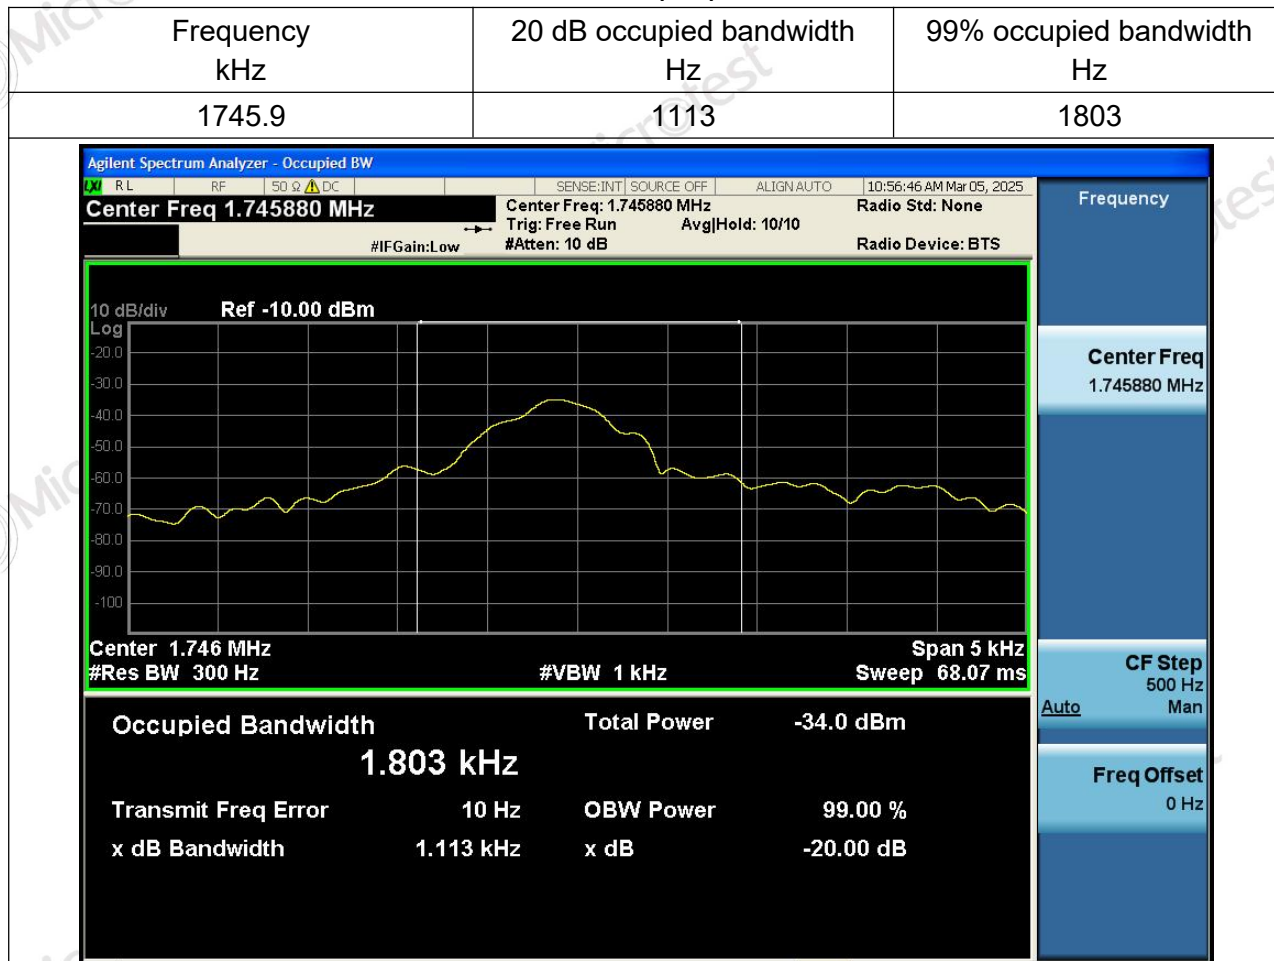 Frequency 20 dB occupied bandwidth 99% occupied bandwidth
kHz Hz Hz
1745.9 1113 1803
Agilent Spectrum Analyzer - Occupied BW
LXI RL RF 50 Ω DC SENSE:INT SOURCE OFF ALIGN AUTO 10:56:46 AM Mar 05, 2025
Center Freq 1.745880 MHz Center Freq: 1.745880 MHz Radio Std: None
Trig: Free Run Avg|Hold: 10/10
#IFGain:Low #Atten: 10 dB Radio Device: BTS
Frequency
10 dB/div Ref -10.00 dBm
Log
-20.0
-30.0
-40.0
-50.0
-60.0
-70.0
-80.0
-90.0
-100
Center 1.746 MHz Span 5 kHz
#Res BW 300 Hz #VBW 1 kHz Sweep 68.07 ms
Occupied Bandwidth Total Power -34.0 dBm
1.803 kHz
Transmit Freq Error 10 Hz OBW Power 99.00 %
x dB Bandwidth 1.113 kHz x dB -20.00 dB
Center Freq
1.745880 MHz
CF Step
500 Hz
Auto Man
Freq Offset
0 Hz